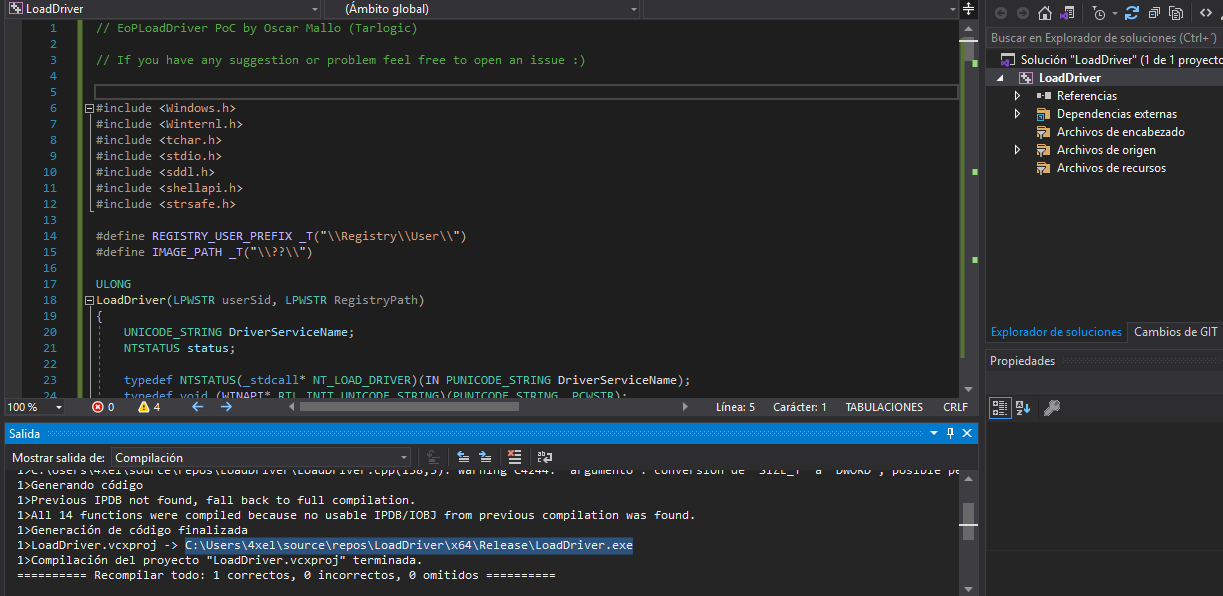 LoadDriver
(Ámbito global)
1 // EoPLoadDriver PoC by Oscar Mallo (Tarlogic)
2
3 // If you have any suggestion or problem feel free to open an issue :)
4
5
6 #include <Windows.h>
7 #include <Winternl.h>
8 #include <tchar.h>
9 #include <stdio.h>
10 #include <sddl.h>
11 #include <shellapi.h>
12 #include <strsafe.h>
13
14 #define REGISTRY_USER_PREFIX _T("\\Registry\\User\\")
15 #define IMAGE_PATH _T("\\??\\")
16
17 ULONG
18 LoadDriver(LPWSTR userSid, LPWSTR RegistryPath)
19 {
20 UNICODE_STRING DriverServiceName;
21 NTSTATUS status;
22
23 typedef NTSTATUS(_stdcall* NT_LOAD_DRIVER)(IN PUNICODE_STRING DriverServiceName);
24 typedef void (WINAPI* RTL_INIT_UNICODE_STRING)(PUNICODE_STRING, PCWSTR);
100 %
0
4
Línea: 5
Carácter: 1
TABULACIONES
CRLF
Salida
Mostrar salida de: Compilación
1>C:\Users\4xel\source\repos\LoadDriver\LoadDriver.cpp(158,5): warning C4244: 'argumento': conversión de 'SIZE_T' a 'DWORD', posible pe
1>Generando código
1>Previous IPDB not found, fall back to full compilation.
1>All 14 functions were compiled because no usable IPDB/IOBJ from previous compilation was found.
1>Generación de código finalizada
1>LoadDriver.vcxproj -> C:\Users\4xel\source\repos\LoadDriver\x64\Release\LoadDriver.exe
1>Compilación del proyecto "LoadDriver.vcxproj" terminada.
========== Recompilar todo: 1 correctos, 0 incorrectos, 0 omitidos ==========
Buscar en Explorador de soluciones (Ctrl+´)
Solución "LoadDriver" (1 de 1 proyecto
LoadDriver
Referencias
Dependencias externas
Archivos de encabezado
Archivos de origen
Archivos de recursos
Explorador de soluciones
Cambios de GIT
Propiedades